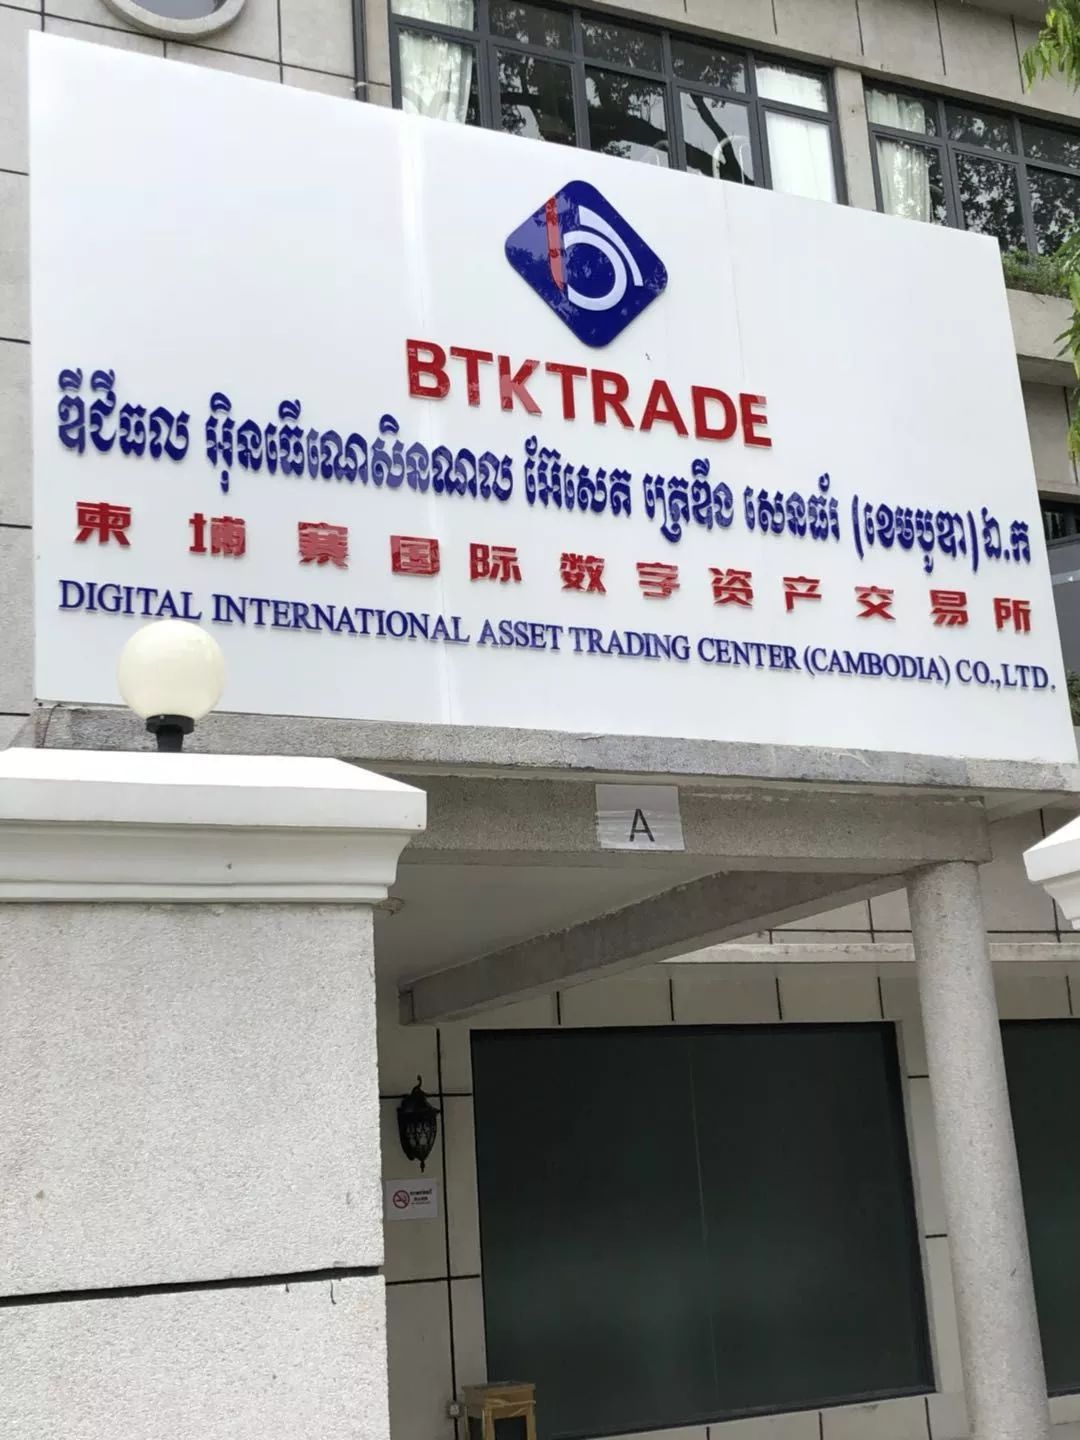 BTKTRADE
ឌីជីធល អ៊ិនធើណេសិនណល អ៊ែសេត ត្រេឌីង សេនធ័រ (ខេមបូឌា) ឯ.ក
柬埔寨国际数字资产交易所
DIGITAL INTERNATIONAL ASSET TRADING CENTER (CAMBODIA) CO.,LTD.
A